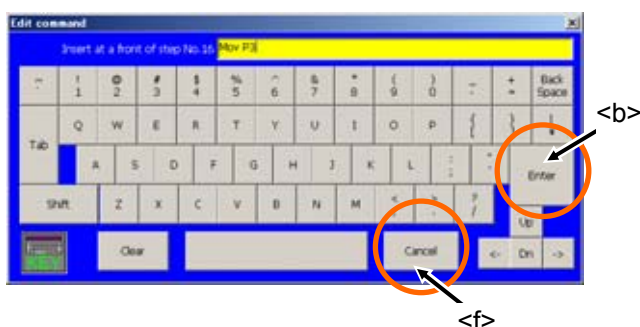 Edit command
Insert at a front of step No.16 Mov P3
~ ! @ # $ % ^ & * ( ) _ + Back
1 2 3 4 5 6 7 8 9 0 - = Space
Q W E R T Y U I O P { } |
Tab
A S D F G H J K L : ; Enter
Shift Z X C V B N M < > ? /
Up
KEY Clear Cancel <- Dn ->
<b>
<f>